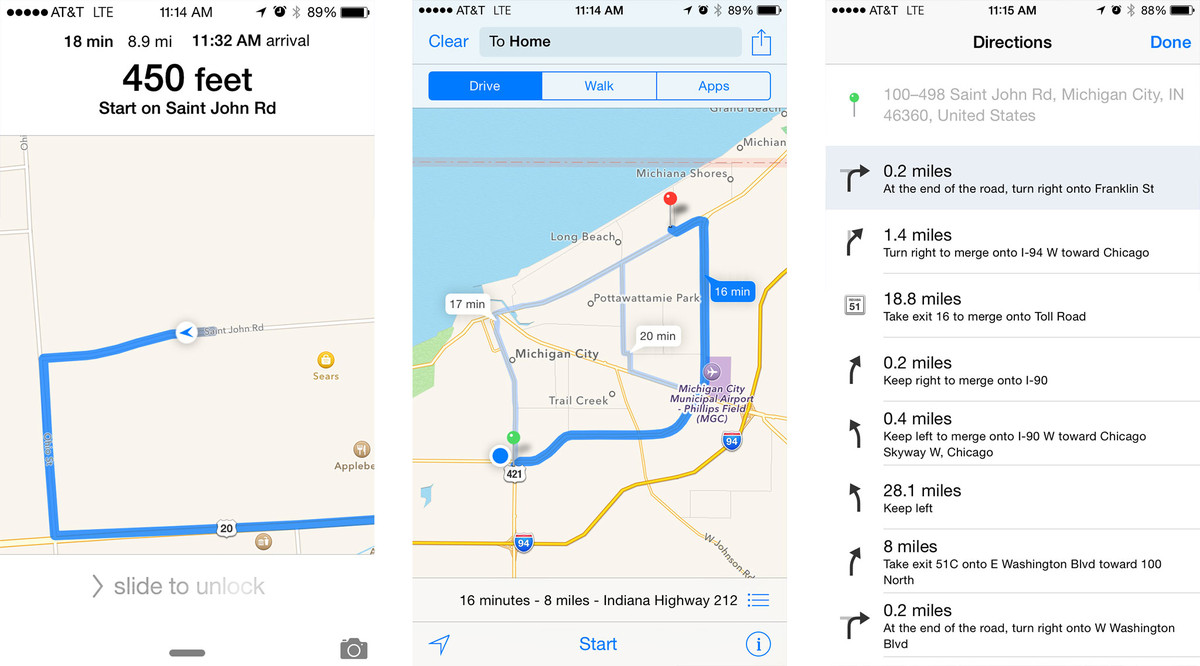 AT&T LTE 11:14 AM 89%
18 min 8.9 mi 11:32 AM arrival
450 feet
Start on Saint John Rd
Saint John Rd
Sears
Ohio St
20
slide to unlock
AT&T LTE 11:14 AM 89%
Clear To Home
Drive Walk Apps
Grand Beach
Michiana Shores
Long Beach
17 min
Pottawattamie Park
16 min
20 min
Michigan City
Trail Creek
Michigan City
Municipal Airport
- Phillips Field
(MGC)
94
421
94
W Johnson Rd
16 minutes - 8 miles - Indiana Highway 212
Start
AT&T LTE 11:15 AM 88%
Directions Done
100–498 Saint John Rd, Michigan City, IN
46360, United States
0.2 miles
At the end of the road, turn right onto Franklin St
1.4 miles
Turn right to merge onto I-94 W toward Chicago
51
18.8 miles
Take exit 16 to merge onto Toll Road
0.2 miles
Keep right to merge onto I-90
0.4 miles
Keep left to merge onto I-90 W toward Chicago
Skyway W, Chicago
28.1 miles
Keep left
8 miles
Take exit 51C onto E Washington Blvd toward 100
North
0.2 miles
At the end of the road, turn right onto W Washington
Blvd